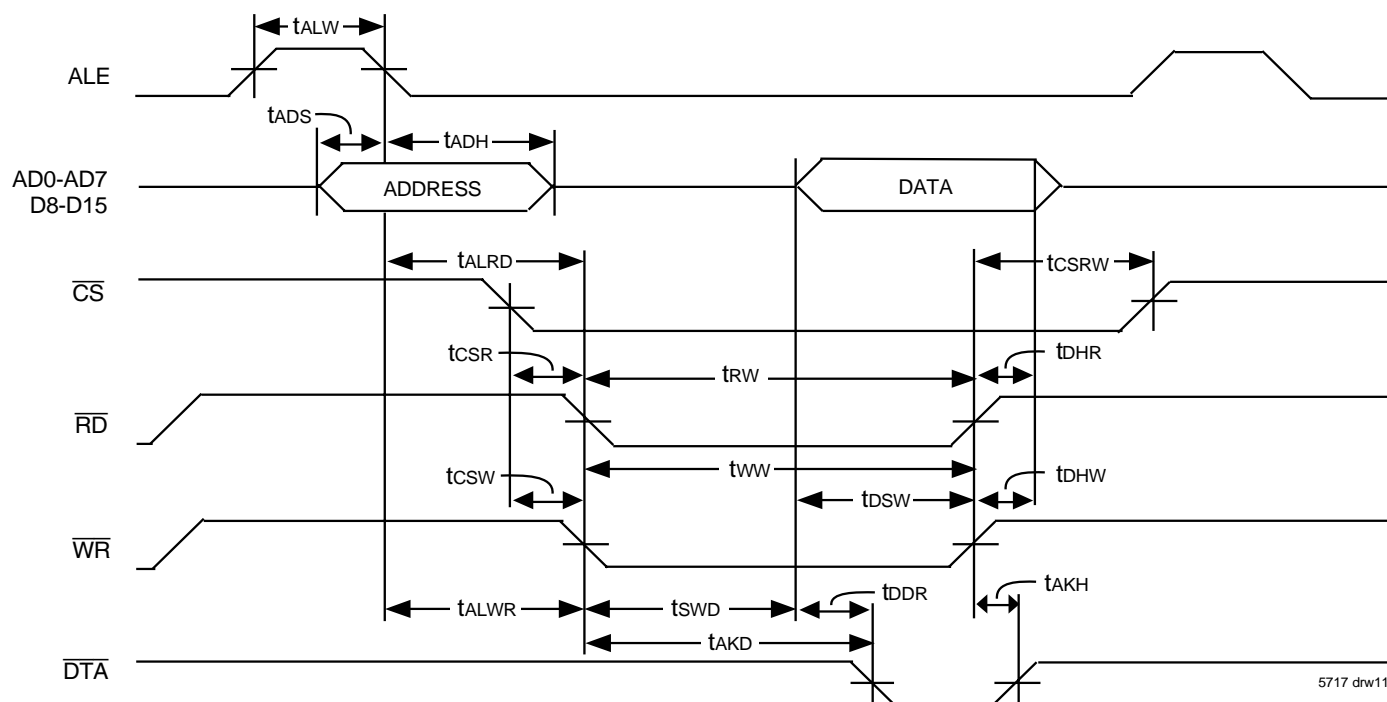 tALW
ALE
tADS
tADH
AD0-AD7
D8-D15
ADDRESS
DATA
tALRD
tCSRW
CS
tCSR
tRW
tDHR
RD
tCSW
tWW
tDHW
tDSW
WR
tDDR
tAKH
tALWR
tSWD
tAKD
DTA
5717 drw11